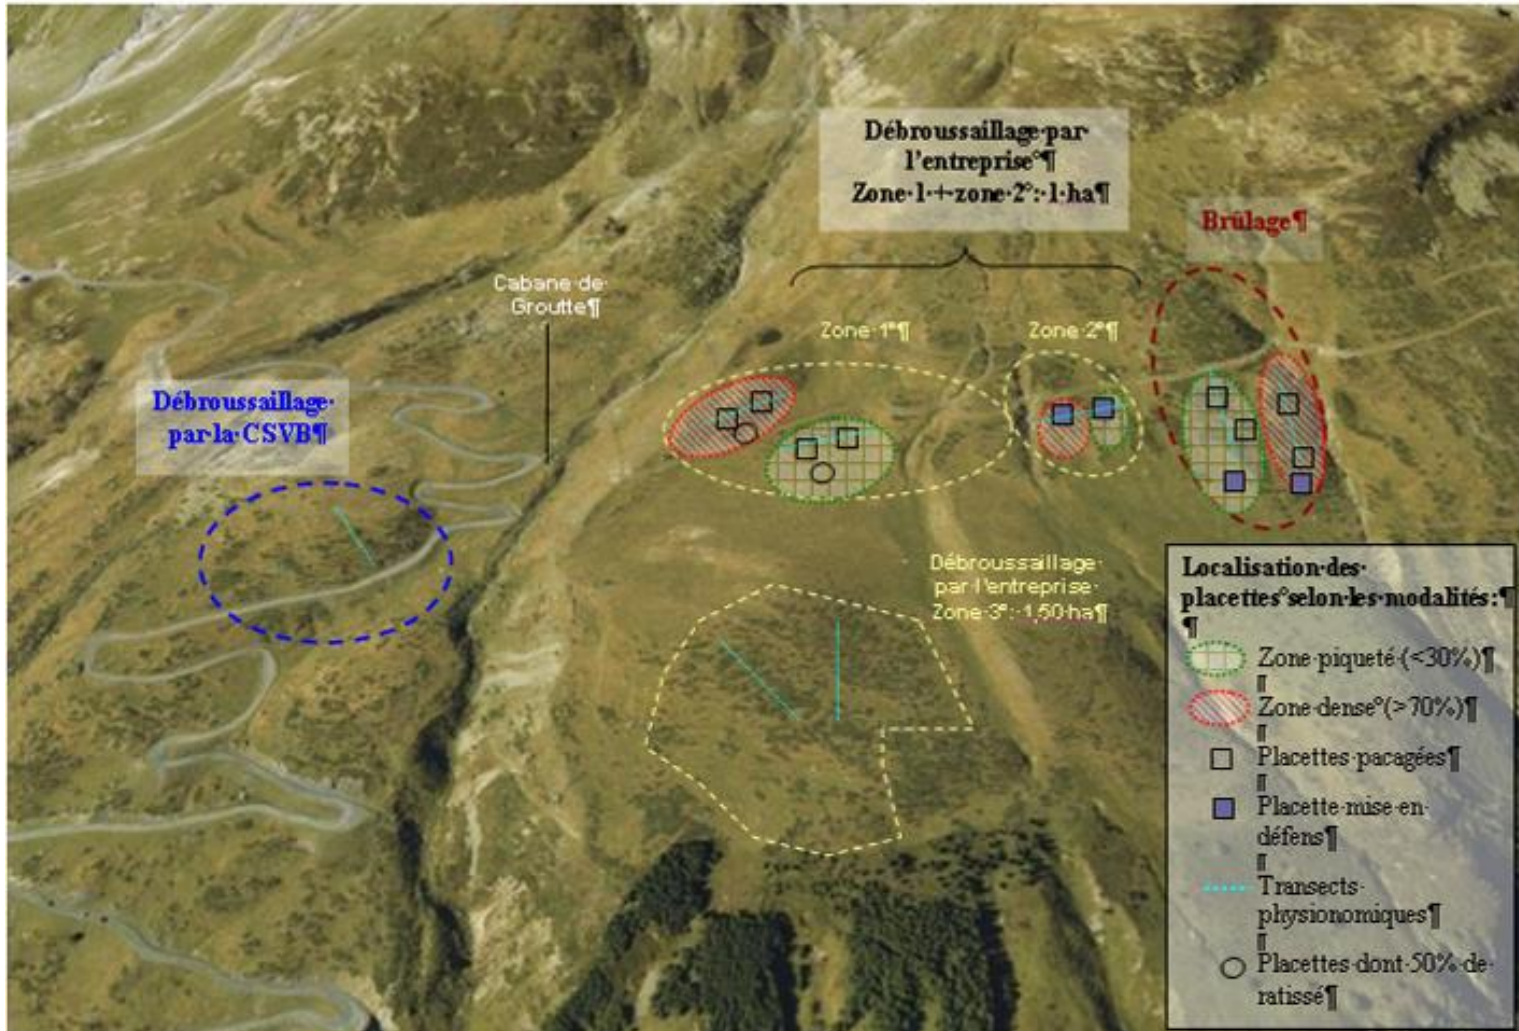 Débroussaillage·par·
l'entreprise°¶
Zone·1·+·zone·2°:·1·ha¶
Brûlage¶
Cabane·de·
Groutte¶
Zone·1°¶
Zone·2°¶
Débroussaillage·
par·la·CSVB¶
Débroussaillage·
par·l'entreprise·
Zone·3°:·1,50·ha¶
Localisation·des·
placettes°selon·les·modalités:¶
¶
Zone·piqueté·(<30%)¶
¶
Zone·dense°(>70%)¶
¶
Placettes·pacagées¶
¶
Placette·mise·en·
défens¶
¶
Transects·
physionomiques¶
¶
Placettes·dont·50%·de·
ratissé¶